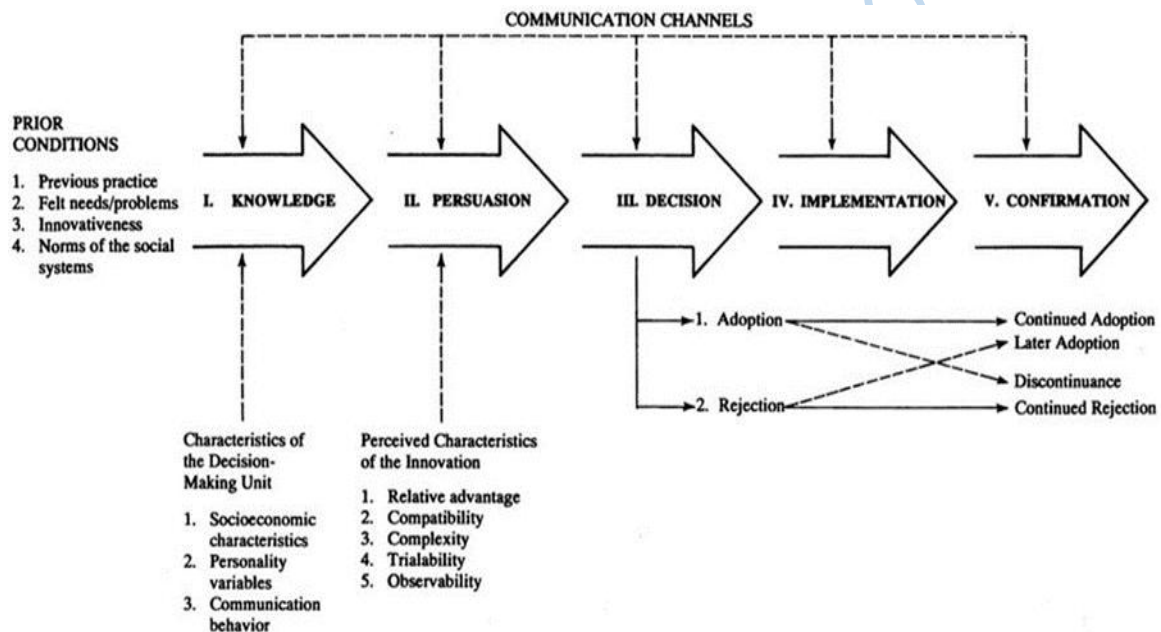 COMMUNICATION CHANNELS
PRIOR
CONDITIONS
1. Previous practice
2. Felt needs/problems
3. Innovativeness
4. Norms of the social
systems
I. KNOWLEDGE
II. PERSUASION
III. DECISION
IV. IMPLEMENTATION
V. CONFIRMATION
1. Adoption
2. Rejection
Continued Adoption
Later Adoption
Discontinuance
Continued Rejection
Characteristics of
the Decision-
Making Unit
1. Socioeconomic
characteristics
2. Personality
variables
3. Communication
behavior
Perceived Characteristics
of the Innovation
1. Relative advantage
2. Compatibility
3. Complexity
4. Trialability
5. Observability